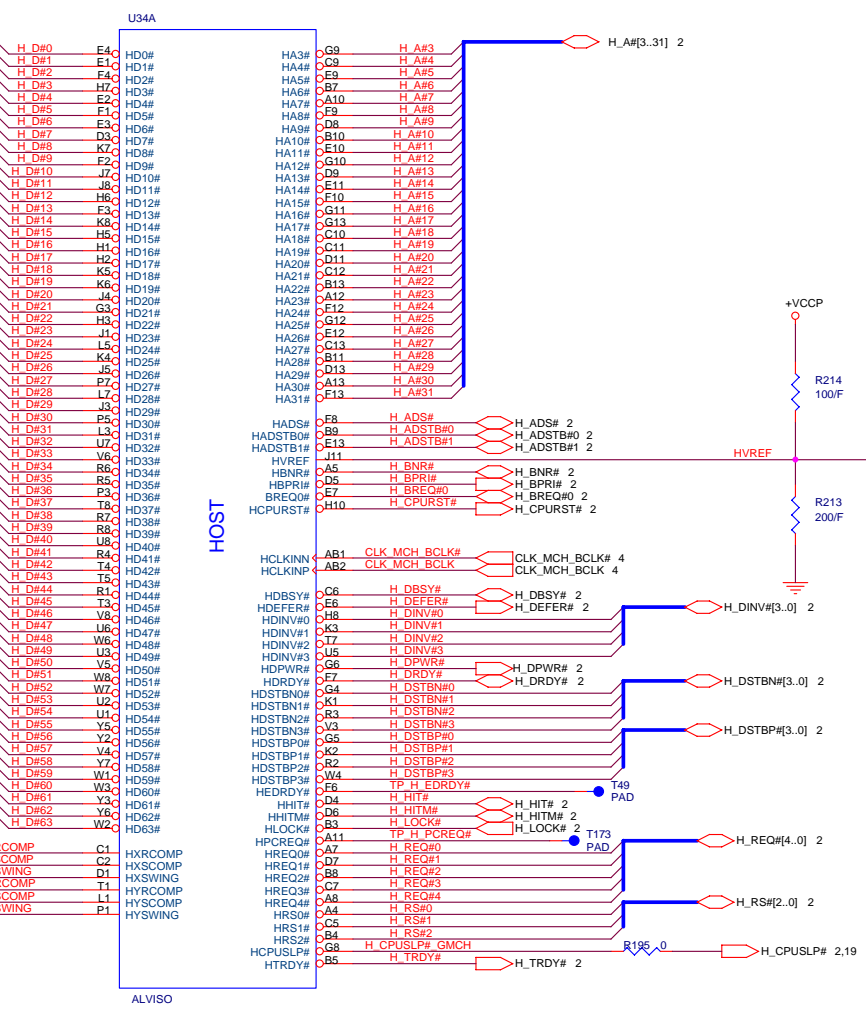 U34A
H_A#[3..31] 2
H_D#0 E4 HD0# HA3# G9 H_A#3
H_D#1 E1 HD1# HA4# C9 H_A#4
H_D#2 F4 HD2# HA5# E9 H_A#5
H_D#3 H7 HD3# HA6# B7 H_A#6
H_D#4 E2 HD4# HA7# A10 H_A#7
H_D#5 F1 HD5# HA8# F9 H_A#8
H_D#6 E3 HD6# HA9# D8 H_A#9
H_D#7 D3 HD7# HA10# B10 H_A#10
H_D#8 K7 HD8# HA11# E10 H_A#11
H_D#9 F2 HD9# HA12# G10 H_A#12
H_D#10 J7 HD10# HA13# D9 H_A#13
H_D#11 J8 HD11# HA14# E11 H_A#14
H_D#12 H6 HD12# HA15# F10 H_A#15
H_D#13 F3 HD13# HA16# G11 H_A#16
H_D#14 K8 HD14# HA17# G13 H_A#17
H_D#15 H5 HD15# HA18# C10 H_A#18
H_D#16 H1 HD16# HA19# C11 H_A#19
H_D#17 H2 HD17# HA20# D11 H_A#20
H_D#18 K5 HD18# HA21# C12 H_A#21
H_D#19 K6 HD19# HA22# B13 H_A#22
H_D#20 J4 HD20# HA23# A12 H_A#23
H_D#21 G3 HD21# HA24# F12 H_A#24
H_D#22 H3 HD22# HA25# G12 H_A#25
H_D#23 J1 HD23# HA26# E12 H_A#26
H_D#24 L5 HD24# HA27# C13 H_A#27
H_D#25 K4 HD25# HA28# B11 H_A#28
H_D#26 J5 HD26# HA29# D13 H_A#29
H_D#27 P7 HD27# HA30# A13 H_A#30
H_D#28 L7 HD28# HA31# F13 H_A#31
H_D#29 J3 HD29#
H_D#30 P5 HD30# HADS# F8 H_ADS# H_ADS# 2
H_D#31 L3 HD31# HADSTB0# B9 H_ADSTB#0 H_ADSTB#0 2
H_D#32 U7 HD32# HADSTB1# E13 H_ADSTB#1 H_ADSTB#1 2
H_D#33 V6 HD33# HVREF J11 HVREF
H_D#34 R6 HD34# HBNR# A5 H_BNR# H_BNR# 2
H_D#35 R5 HD35# HBPRI# D5 H_BPRI# H_BPRI# 2
H_D#36 P3 HD36# BREQ0# E7 H_BREQ#0 H_BREQ#0 2
H_D#37 T8 HD37# HCPURST# H10 H_CPURST# H_CPURST# 2
H_D#38 R7 HD38#
H_D#39 R8 HD39#
H_D#40 U8 HD40#
H_D#41 R4 HD41# HCLKINN AB1 CLK_MCH_BCLK# CLK_MCH_BCLK# 4
H_D#42 T4 HD42# HCLKINP AB2 CLK_MCH_BCLK CLK_MCH_BCLK 4
H_D#43 T5 HD43#
H_D#44 R1 HD44# HDBSY# C6 H_DBSY# H_DBSY# 2
H_D#45 T3 HD45# HDEFER# E6 H_DEFER# H_DEFER# 2
H_D#46 V8 HD46# HDINV#0 H8 H_DINV#0
H_D#47 U6 HD47# HDINV#1 K3 H_DINV#1
H_D#48 W6 HD48# HDINV#2 T7 H_DINV#2
H_D#49 U3 HD49# HDINV#3 U5 H_DINV#3
H_D#50 V5 HD50# HDPWR# G6 H_DPWR# H_DPWR# 2
H_D#51 W8 HD51# HDRDY# F7 H_DRDY# H_DRDY# 2
H_D#52 W7 HD52# HDSTBN0# G4 H_DSTBN#0
H_D#53 U2 HD53# HDSTBN1# K1 H_DSTBN#1
H_D#54 U1 HD54# HDSTBN2# R3 H_DSTBN#2
H_D#55 Y5 HD55# HDSTBN3# V3 H_DSTBN#3
H_D#56 Y2 HD56# HDSTBP0# G5 H_DSTBP#0
H_D#57 V4 HD57# HDSTBP1# K2 H_DSTBP#1
H_D#58 Y7 HD58# HDSTBP2# R2 H_DSTBP#2
H_D#59 W1 HD59# HDSTBP3# W4 H_DSTBP#3
H_D#60 W3 HD60# HEDRDY# F6 TP_H_EDRDY# T49
PAD
H_D#61 Y3 HD61# HHIT# D4 H_HIT# H_HIT# 2
H_D#62 Y6 HD62# HHITM# D6 H_HITM# H_HITM# 2
H_D#63 W2 HD63# HLOCK# B3 H_LOCK# H_LOCK# 2
HPCREQ# A11 TP_H_PCREQ# T173
PAD
RCOMP C1 HXRCOMP HREQ0# A7 H_REQ#0
SCOMP C2 HXSCOMP HREQ1# D7 H_REQ#1
SWING D1 HXSWING HREQ2# B8 H_REQ#2
RCOMP T1 HYRCOMP HREQ3# C7 H_REQ#3
SCOMP L1 HYSCOMP HREQ4# A8 H_REQ#4
SWING P1 HYSWING HRS0# A4 H_RS#0
HRS1# C5 H_RS#1
HRS2# B4 H_RS#2
HCPUSLP# G8 H_CPUSLP#_GMCH R195 0 H_CPUSLP# 2,19
HTRDY# B5 H_TRDY# H_TRDY# 2
HOST
ALVISO
+VCCP
R214
100/F
R213
200/F
H_DINV#[3..0] 2
H_DSTBN#[3..0] 2
H_DSTBP#[3..0] 2
H_REQ#[4..0] 2
H_RS#[2..0] 2